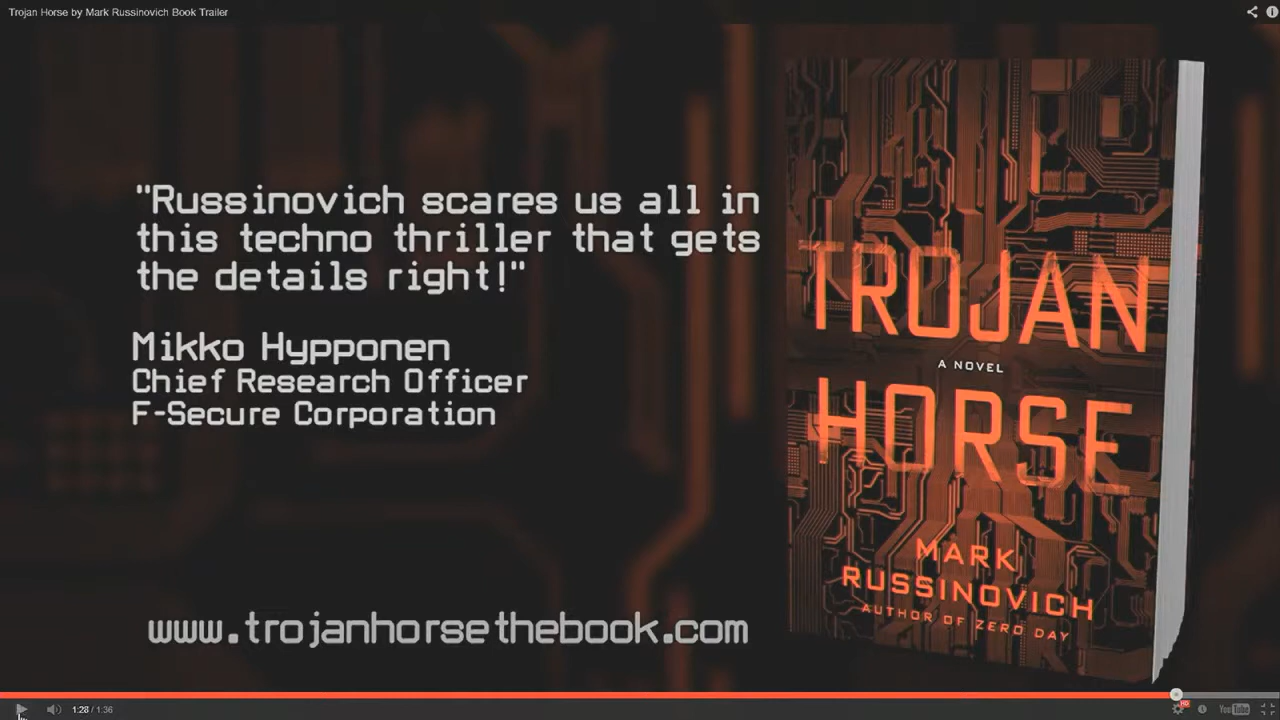 Trojan Horse by Mark Russinovich Book Trailer
"Russinovich scares us all in
this techno thriller that gets
the details right!"
Mikko Hypponen
Chief Research Officer
F-Secure Corporation
www.trojanhorsethebook.com
TROJAN
A NOVEL
HORSE
MARK
RUSSINOVICH
AUTHOR OF ZERO DAY
1:28 / 1:36
HD
YouTube